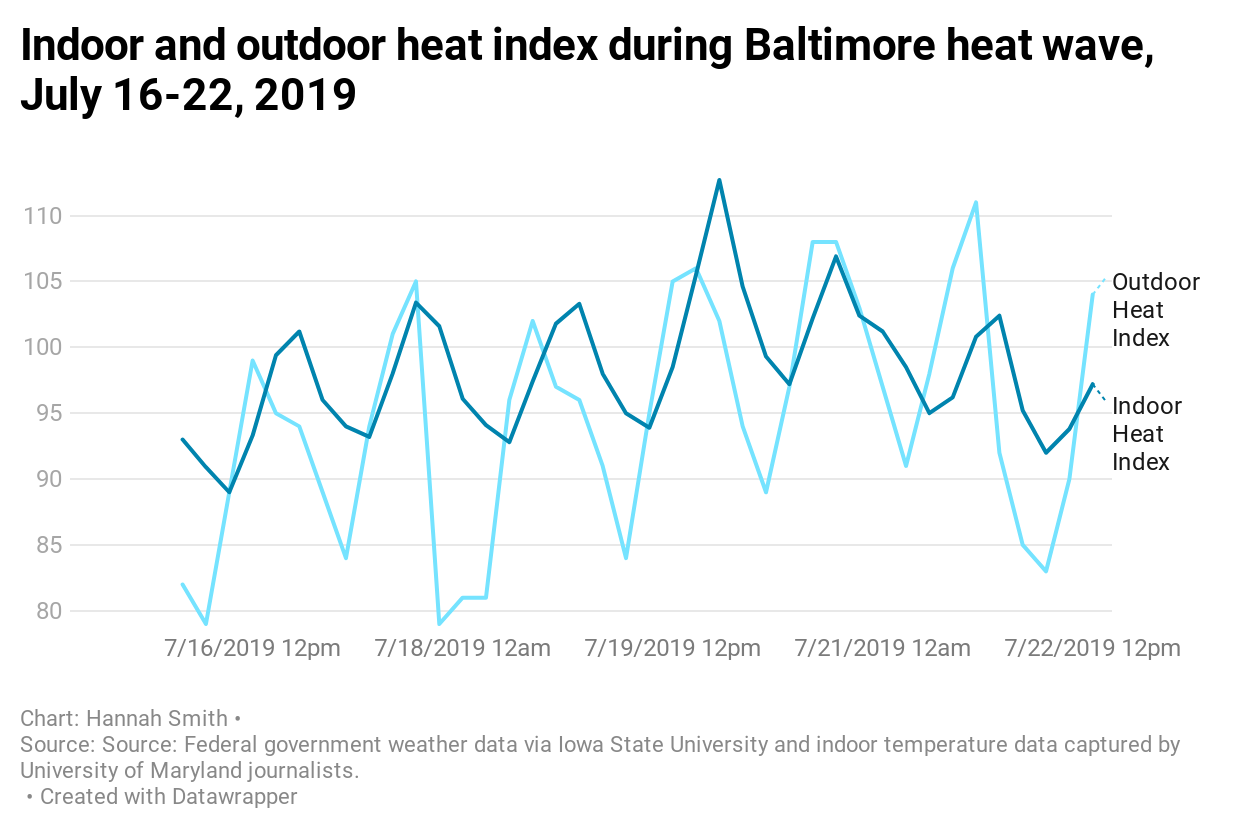 Indoor and outdoor heat index during Baltimore heat wave,
July 16-22, 2019
110
105
100
95
90
85
80
Outdoor
Heat
Index
Indoor
Heat
Index
7/16/2019 12pm 7/18/2019 12am 7/19/2019 12pm 7/21/2019 12am 7/22/2019 12pm
Chart: Hannah Smith •
Source: Source: Federal government weather data via Iowa State University and indoor temperature data captured by
University of Maryland journalists.
• Created with Datawrapper